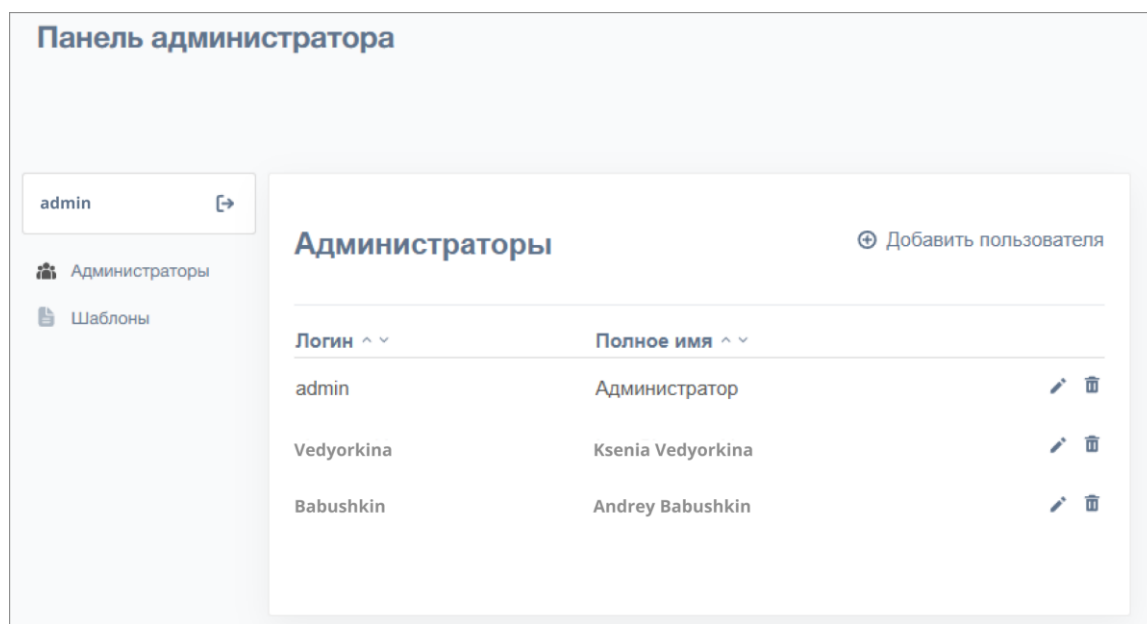 Панель администратора
admin
Администраторы
Шаблоны
Администраторы
Добавить пользователя
Логин Полное имя
admin Администратор
Vedyorkina Ksenia Vedyorkina
Babushkin Andrey Babushkin